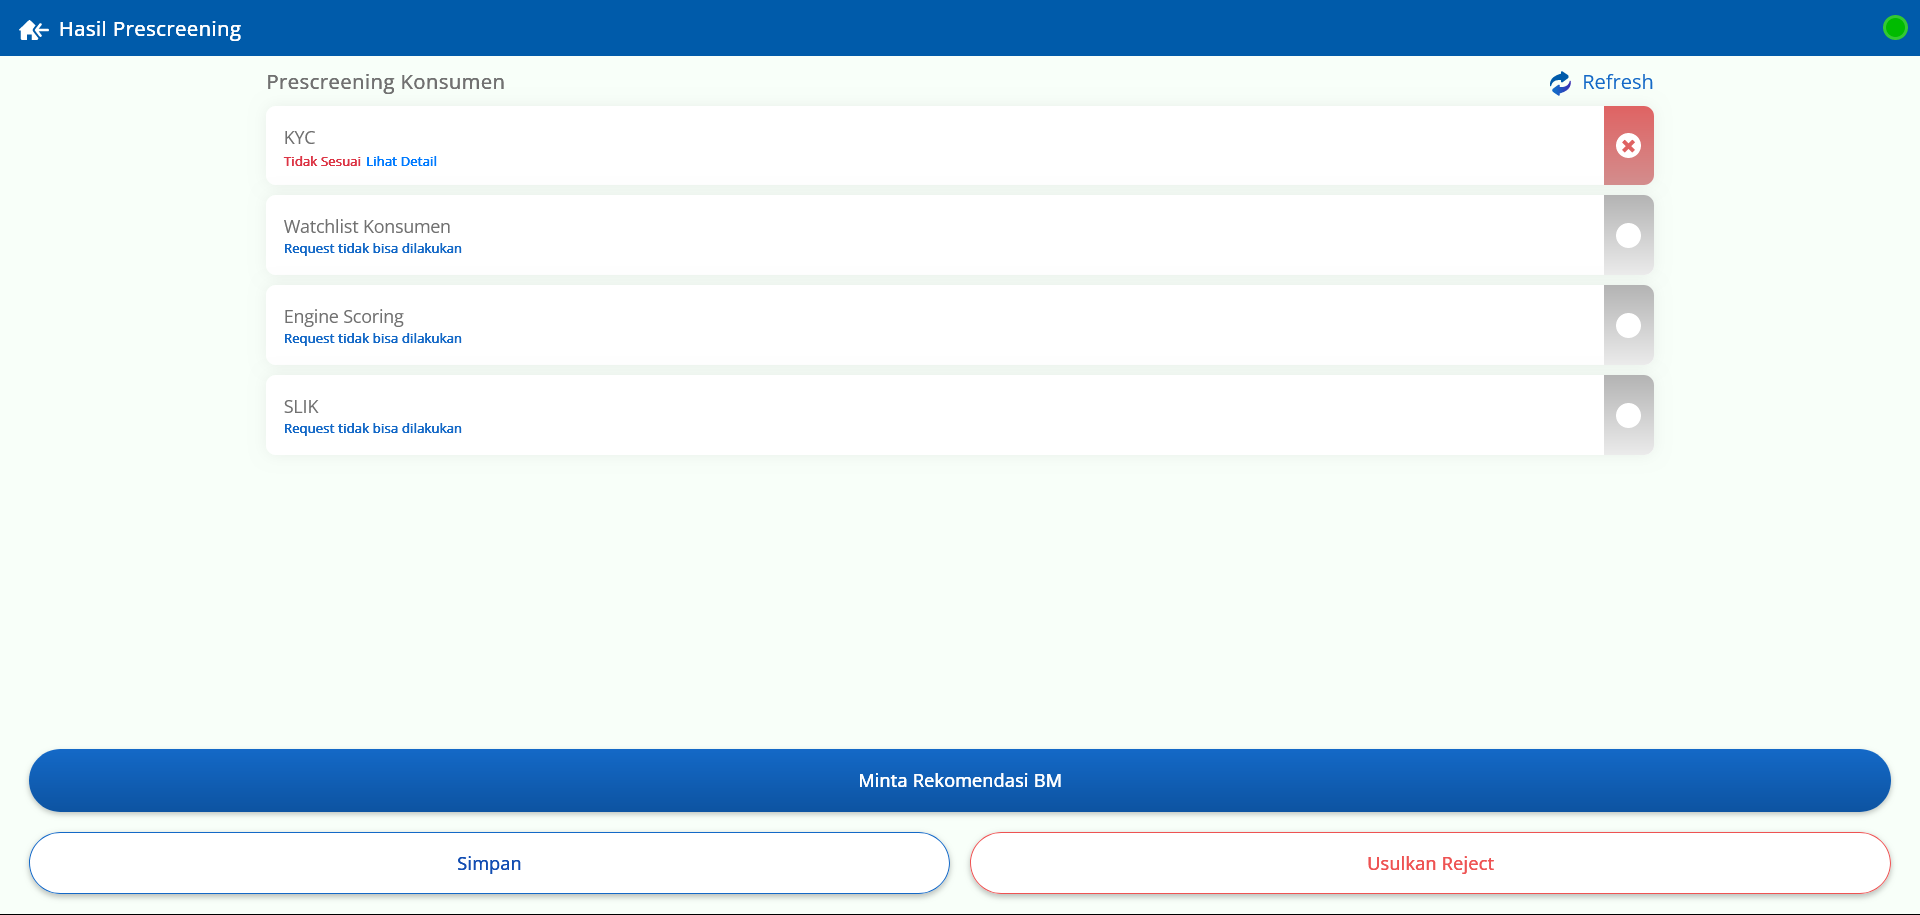 Hasil Prescreening
Prescreening Konsumen
Refresh
KYC
Tidak Sesuai Lihat Detail
Watchlist Konsumen
Request tidak bisa dilakukan
Engine Scoring
Request tidak bisa dilakukan
SLIK
Request tidak bisa dilakukan
Minta Rekomendasi BM
Simpan
Usulkan Reject